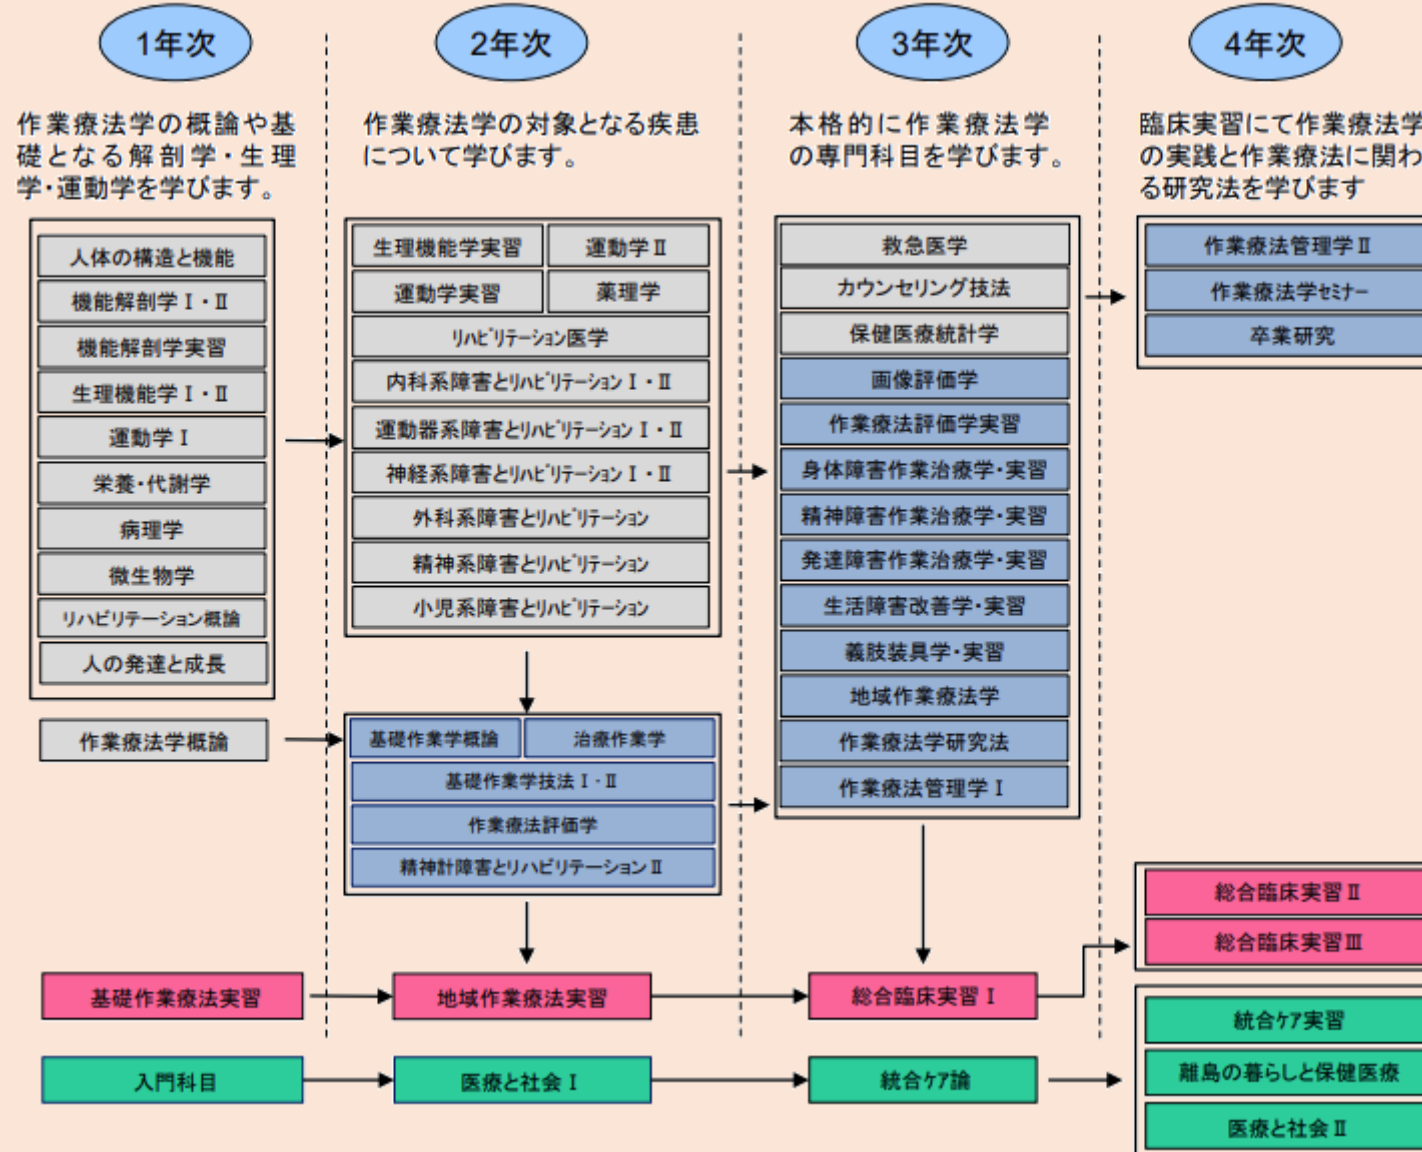 1年次
作業療法学の概論や基
礎となる解剖学・生理
学・運動学を学びます。
人体の構造と機能
機能解剖学Ⅰ・Ⅱ
機能解剖学実習
生理機能学Ⅰ・Ⅱ
運動学Ⅰ
栄養・代謝学
病理学
微生物学
リハビリテーション概論
人の発達と成長
作業療法学概論
基礎作業療法実習
入門科目
2年次
作業療法学の対象となる疾患
について学びます。
生理機能学実習 運動学Ⅱ
運動学実習 薬理学
ﾘﾊﾋﾞﾘﾃｰｼｮﾝ医学
内科系障害とﾘﾊﾋﾞﾘﾃｰｼｮﾝⅠ・Ⅱ
運動器系障害とﾘﾊﾋﾞﾘﾃｰｼｮﾝⅠ・Ⅱ
神経系障害とﾘﾊﾋﾞﾘﾃｰｼｮﾝⅠ・Ⅱ
外科系障害とﾘﾊﾋﾞﾘﾃｰｼｮﾝ
精神系障害とﾘﾊﾋﾞﾘﾃｰｼｮﾝ
小児系障害とﾘﾊﾋﾞﾘﾃｰｼｮﾝ
基礎作業学概論 治療作業学
基礎作業学技法Ⅰ・Ⅱ
作業療法評価学
精神計障害とリハビリテーションⅡ
地域作業療法実習
医療と社会Ⅰ
3年次
本格的に作業療法学
の専門科目を学びます。
救急医学
カウンセリング技法
保健医療統計学
画像評価学
作業療法評価学実習
身体障害作業治療学・実習
精神障害作業治療学・実習
発達障害作業治療学・実習
生活障害改善学・実習
義肢装具学・実習
地域作業療法学
作業療法学研究法
作業療法管理学Ⅰ
総合臨床実習Ⅰ
統合ｹｱ論
4年次
臨床実習にて作業療法学
の実践と作業療法に関わ
る研究法を学びます
作業療法管理学Ⅱ
作業療法学ｾﾐﾅｰ
卒業研究
総合臨床実習Ⅱ
総合臨床実習Ⅲ
統合ｹｱ実習
離島の暮らしと保健医療
医療と社会Ⅱ